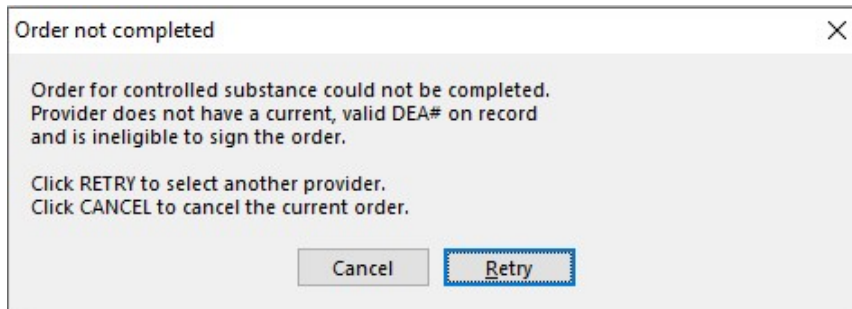 Order not completed
Order for controlled substance could not be completed.
Provider does not have a current, valid DEA# on record
and is ineligible to sign the order.
Click RETRY to select another provider.
Click CANCEL to cancel the current order.
Cancel
Retry